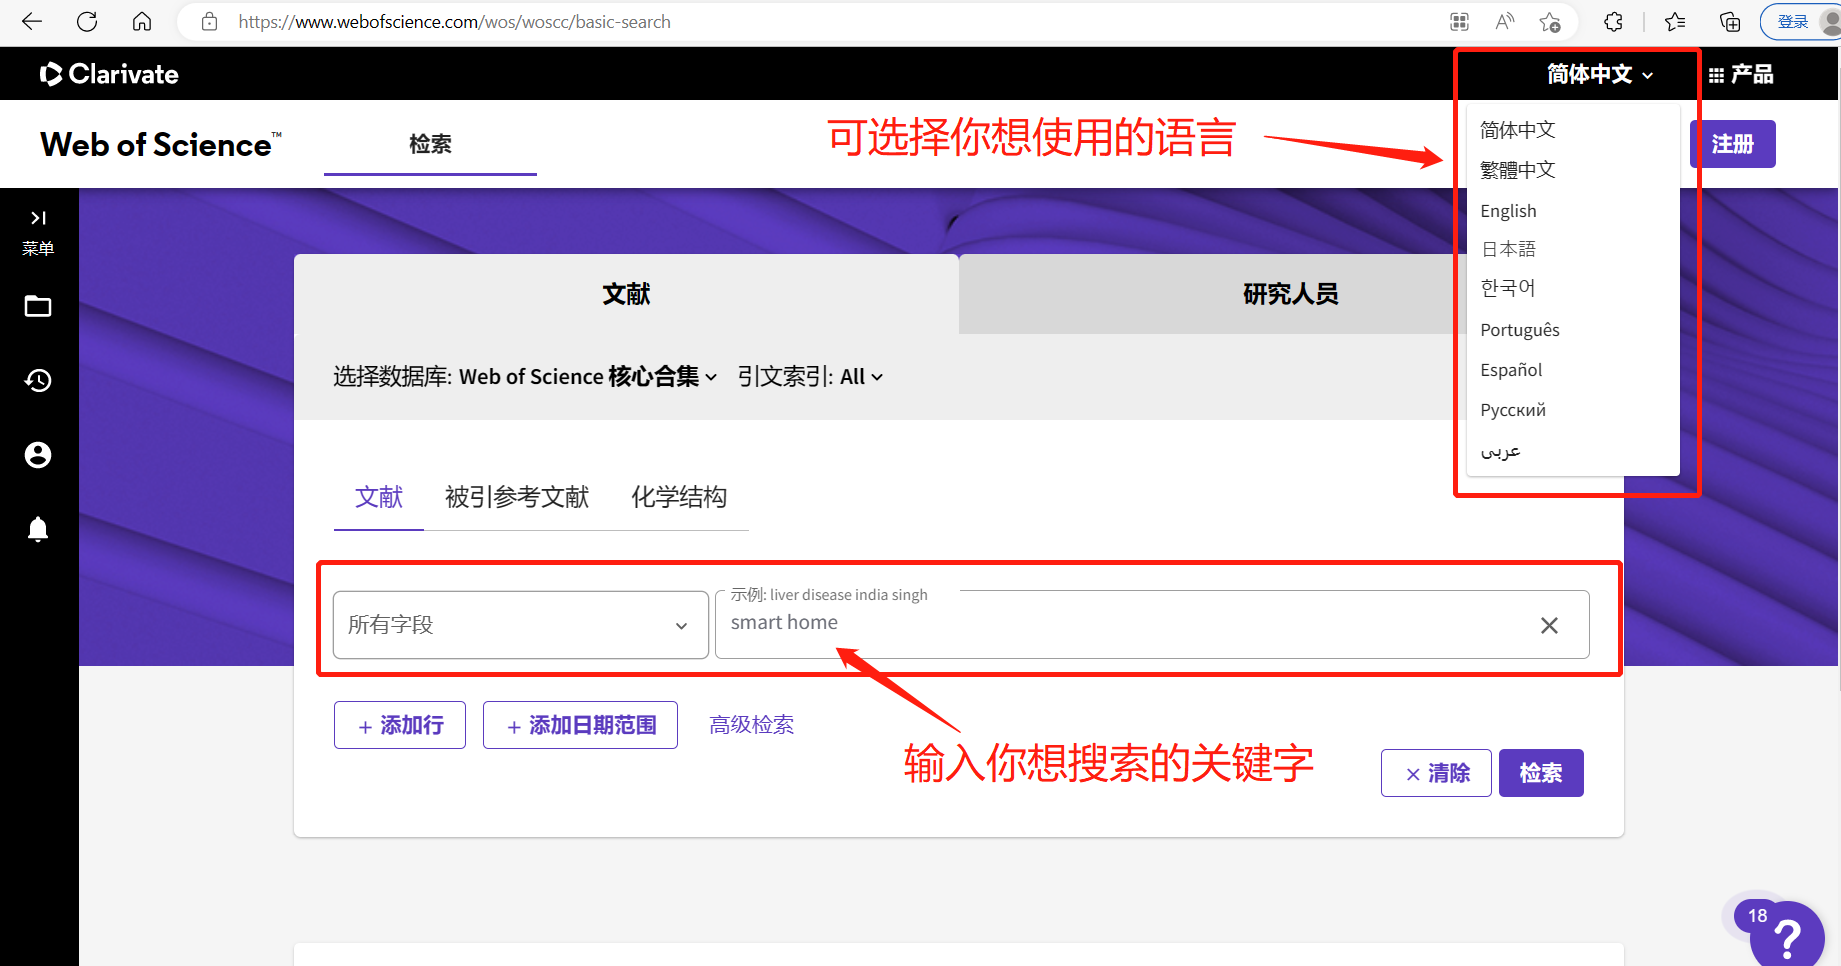 https://www.webofscience.com/wos/woscc/basic-search
登录
Clarivate
简体中文
产品
Web of Science™
检索
可选择你想使用的语言
注册
简体中文
繁體中文
English
日本語
한국어
Português
Español
Русский
عربى
菜单
文献
研究人员
选择数据库: Web of Science 核心合集 引文索引: All
文献 被引参考文献 化学结构
所有字段
示例: liver disease india singh
smart home
+ 添加行
+ 添加日期范围
高级检索
输入你想搜索的关键字
× 清除
检索
18
?